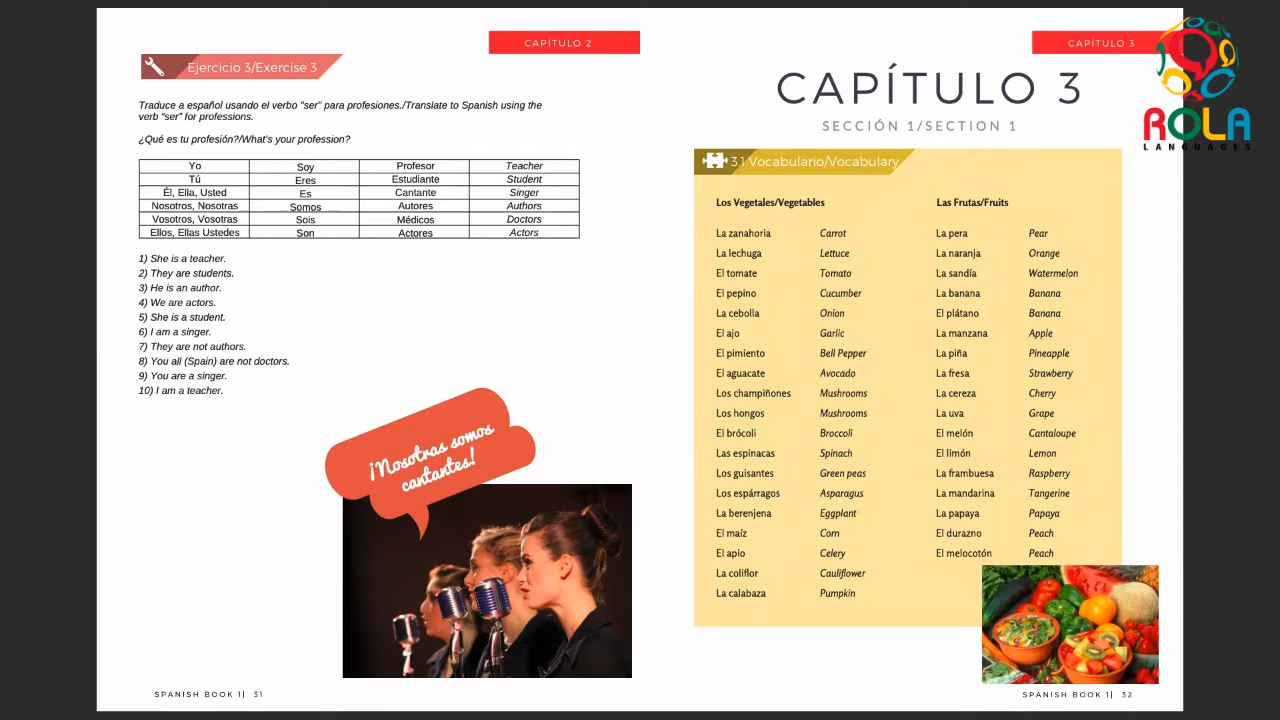 CAPÍTULO 2
Ejercicio 3/Exercise 3
Traduce a español usando el verbo "ser" para profesiones./Translate to Spanish using the
verb "ser" for professions.
¿Qué es tu profesión?/What's your profession?
Yo Soy Profesor Teacher
Tú Eres Estudiante Student
Él, Ella, Usted Es Cantante Singer
Nosotros, Nosotras Somos Autores Authors
Vosotros, Vosotras Sois Médicos Doctors
Ellos, Ellas Ustedes Son Actores Actors
1) She is a teacher.
2) They are students.
3) He is an author.
4) We are actors.
5) She is a student.
6) I am a singer.
7) They are not authors.
8) You all (Spain) are not doctors.
9) You are a singer.
10) I am a teacher.
¡Nosotras somos
cantantes!
SPANISH BOOK 1| 31
CAPÍTULO 3
ROLA
LANGUAGES
CAPÍTULO 3
SECCIÓN 1/SECTION 1
3.1 Vocabulario/Vocabulary
Los Vegetales/Vegetables Las Frutas/Fruits
La zanahoria Carrot La pera Pear
La lechuga Lettuce La naranja Orange
El tomate Tomato La sandía Watermelon
El pepino Cucumber La banana Banana
La cebolla Onion El plátano Banana
El ajo Garlic La manzana Apple
El pimiento Bell Pepper La piña Pineapple
El aguacate Avocado La fresa Strawberry
Los champiñones Mushrooms La cereza Cherry
Los hongos Mushrooms La uva Grape
El brócoli Broccoli El melón Cantaloupe
Las espinacas Spinach El limón Lemon
Los guisantes Green peas La frambuesa Raspberry
Los espárragos Asparagus La mandarina Tangerine
La berenjena Eggplant La papaya Papaya
El maíz Corn El durazno Peach
El apio Celery El melocotón Peach
La coliflor Cauliflower
La calabaza Pumpkin
SPANISH BOOK 1| 32